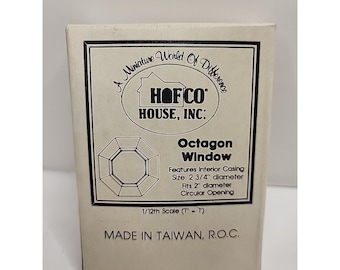 A Miniature World Of Difference
HOFCO®
HOUSE, INC.
Octagon
Window
Features Interior Casing
Size: 2 3/4" diameter
Fits 2" diameter
Circular Opening
1/12th Scale (1" = 1')
MADE IN TAIWAN, R.O.C.